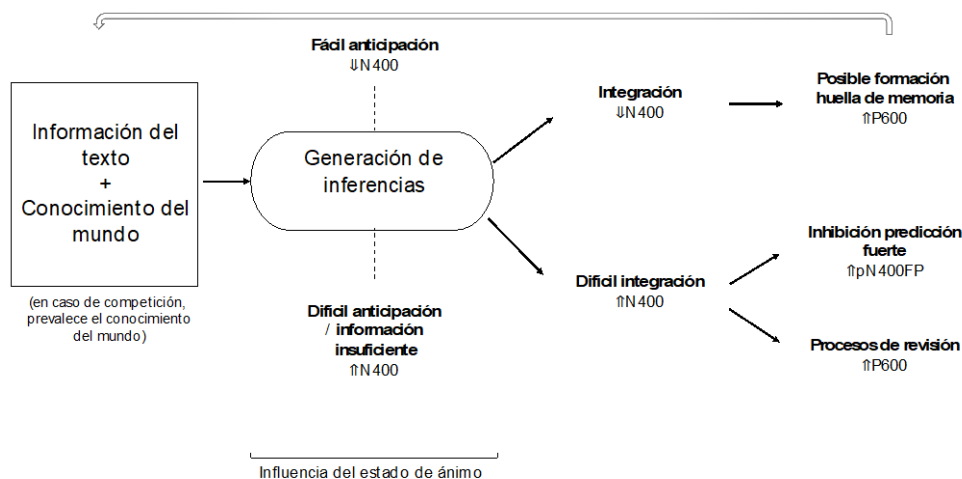 Fácil anticipación
⇓N400
Información del
texto
+
Conocimiento del
mundo
(en caso de competición,
prevalece el conocimiento
del mundo)
Generación de
inferencias
Difícil anticipación
/ información
insuficiente
⇑N400
Influencia del estado de ánimo
Integración
⇓N400
Difícil integración
⇑N400
Posible formación
huella de memoria
⇑P600
Inhibición predicción
fuerte
⇑pN400FP
Procesos de revisión
⇑P600